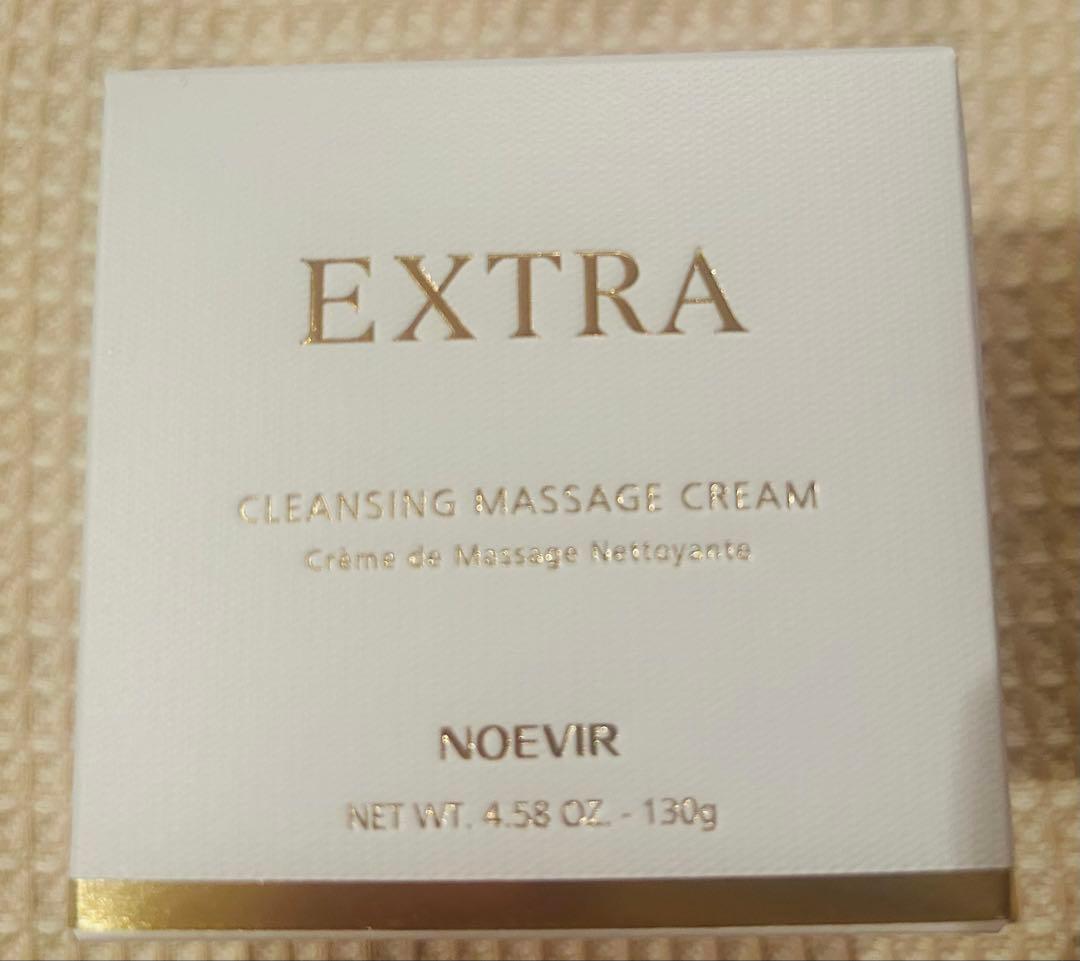 EXTRA
CLEANSING MASSAGE CREAM
Crème de Massage Nettoyante
NOEVIR
NET WT. 4.58 OZ. - 130g